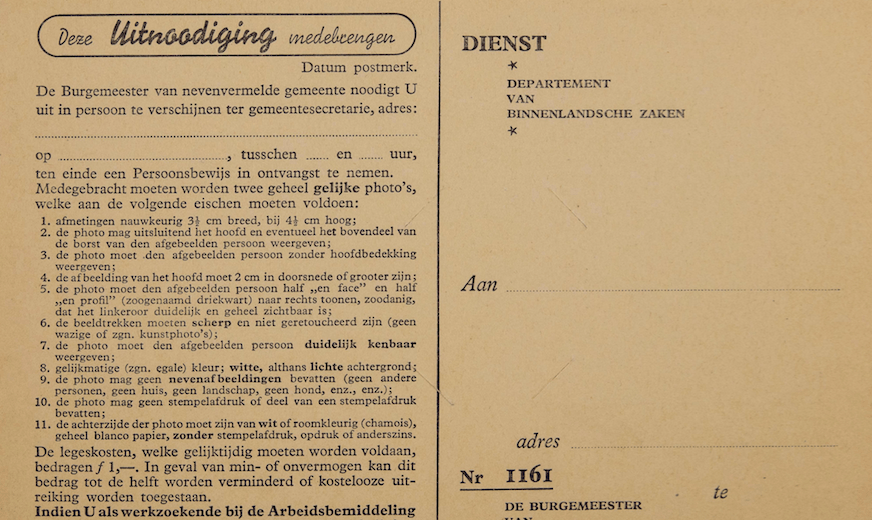 Deze Uitnoodiging medebrengen
Datum postmerk.
De Burgemeester van nevenvermelde gemeente noodigt U
uit in persoon te verschijnen ter gemeentesecretarie, adres:
op ........................................, tusschen ...... en ...... uur,
ten einde een Persoonsbewijs in ontvangst te nemen.
Medegebracht moeten worden twee geheel gelijke photo's,
welke aan de volgende eischen moeten voldoen:
1. afmetingen nauwkeurig 3½ cm breed, bij 4½ cm hoog;
2. de photo mag uitsluitend het hoofd en eventueel het bovendeel van
de borst van den afgebeelden persoon weergeven;
3. de photo moet den afgebeelden persoon zonder hoofdbedekking
weergeven;
4. de afbeelding van het hoofd moet 2 cm in doorsnede of grooter zijn;
5. de photo moet den afgebeelden persoon half „en face” en half
„en profil” (zoogenaamd driekwart) naar rechts toonen, zoodanig,
dat het linkeroor duidelijk en geheel zichtbaar is;
6. de beeldtrekken moeten scherp en niet geretoucheerd zijn (geen
wazige of zgn. kunstphoto's);
7. de photo moet den afgebeelden persoon duidelijk kenbaar
weergeven;
8. gelijkmatige (zgn. egale) kleur; witte, althans lichte achtergrond;
9. de photo mag geen nevenafbeeldingen bevatten (geen andere
personen, geen huis, geen landschap, geen hond, enz., enz.);
10. de photo mag geen stempelafdruk of deel van een stempelafdruk
bevatten;
11. de achterzijde der photo moet zijn van wit of roomkleurig (chamois),
geheel blanco papier, zonder stempelafdruk, opdruk of anderszins.
De legeskosten, welke gelijktijdig moeten worden voldaan,
bedragen f 1,—. In geval van min- of onvermogen kan dit
bedrag tot de helft worden verminderd of kostelooze uit-
reiking worden toegestaan.
Indien U als werkzoekende bij de Arbeidsbemiddeling
DIENST
*
DEPARTEMENT
VAN
BINNENLANDSCHE ZAKEN
*
Aan
adres
Nr 1161
te
DE BURGEMEESTER
VAN